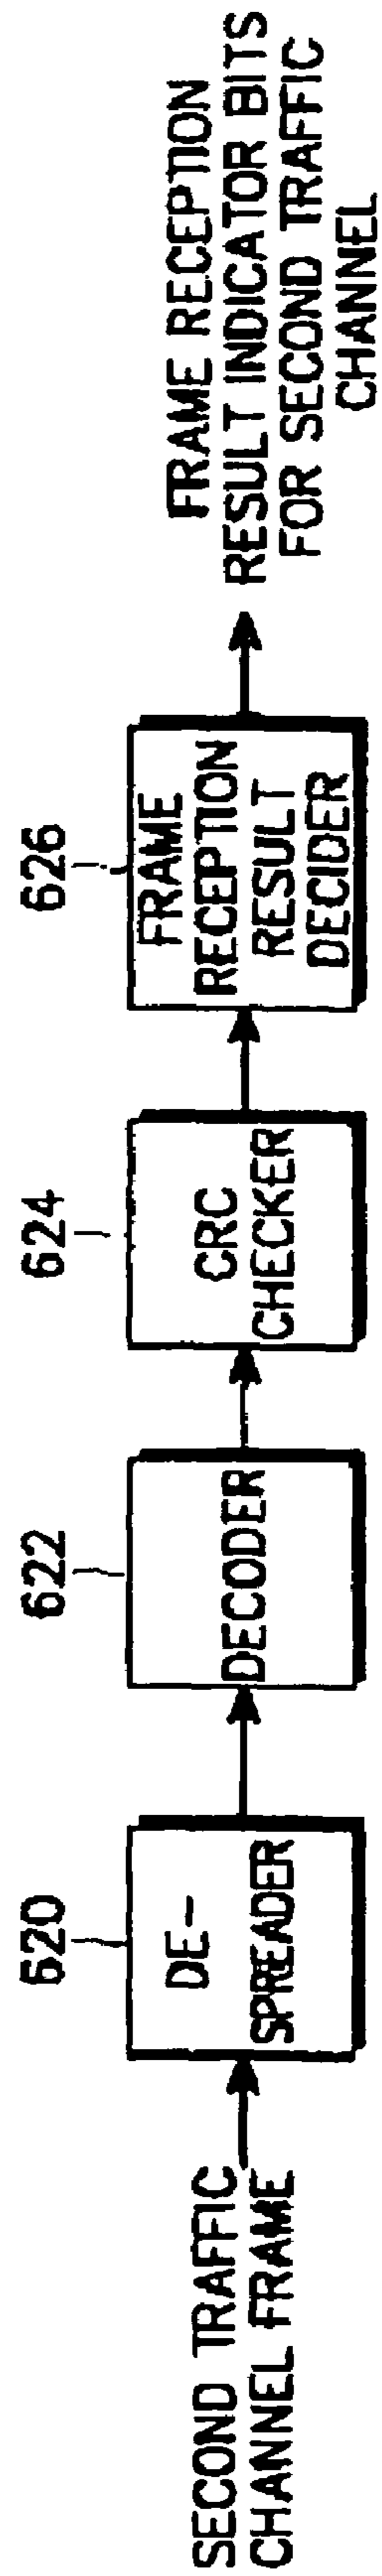 SECOND TRAFFIC
CHANNEL FRAME
620
DE-
SPREADER
622
DECODER
624
CRC
CHECKER
626
FRAME
RECEPTION
RESULT
DECIDER
FRAME RECEPTION
RESULT INDICATOR BITS
FOR SECOND TRAFFIC
CHANNEL